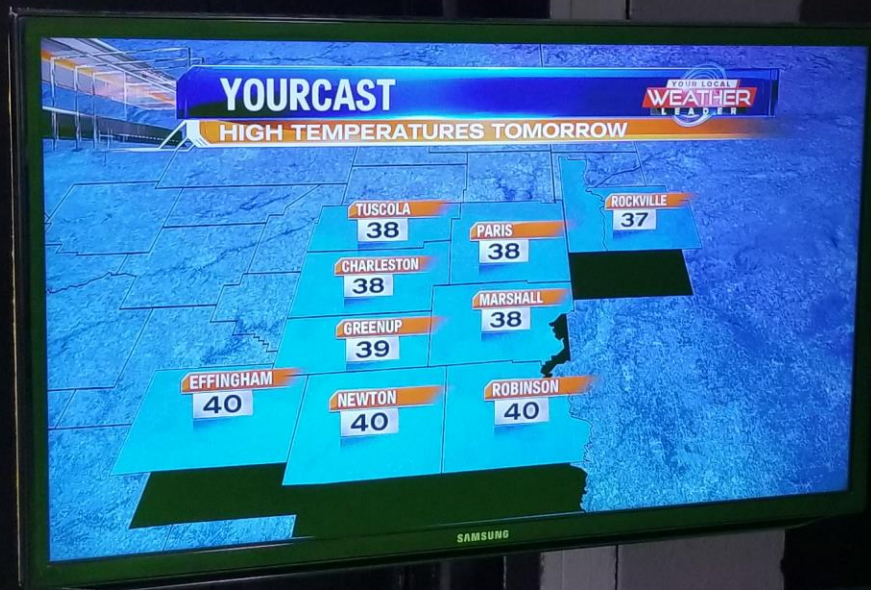 YOURCAST
YOUR LOCAL
WEATHER
LEADER
HIGH TEMPERATURES TOMORROW
TUSCOLA
38
PARIS
38
ROCKVILLE
37
CHARLESTON
38
MARSHALL
38
GREENUP
39
EFFINGHAM
40
NEWTON
40
ROBINSON
40
SAMSUNG